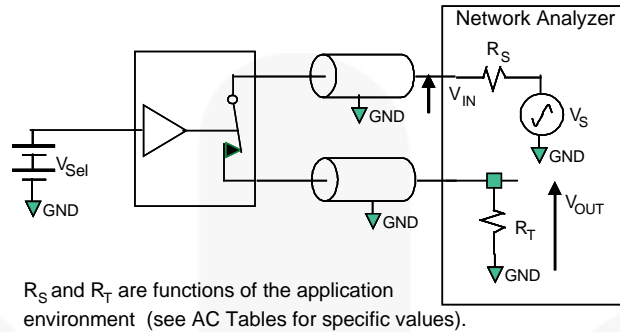 Network Analyzer
R_S
V_IN
GND
V_S
GND
V_Sel
GND
GND
V_OUT
R_T
GND
R_S and R_T are functions of the application
environment (see AC Tables for specific values).